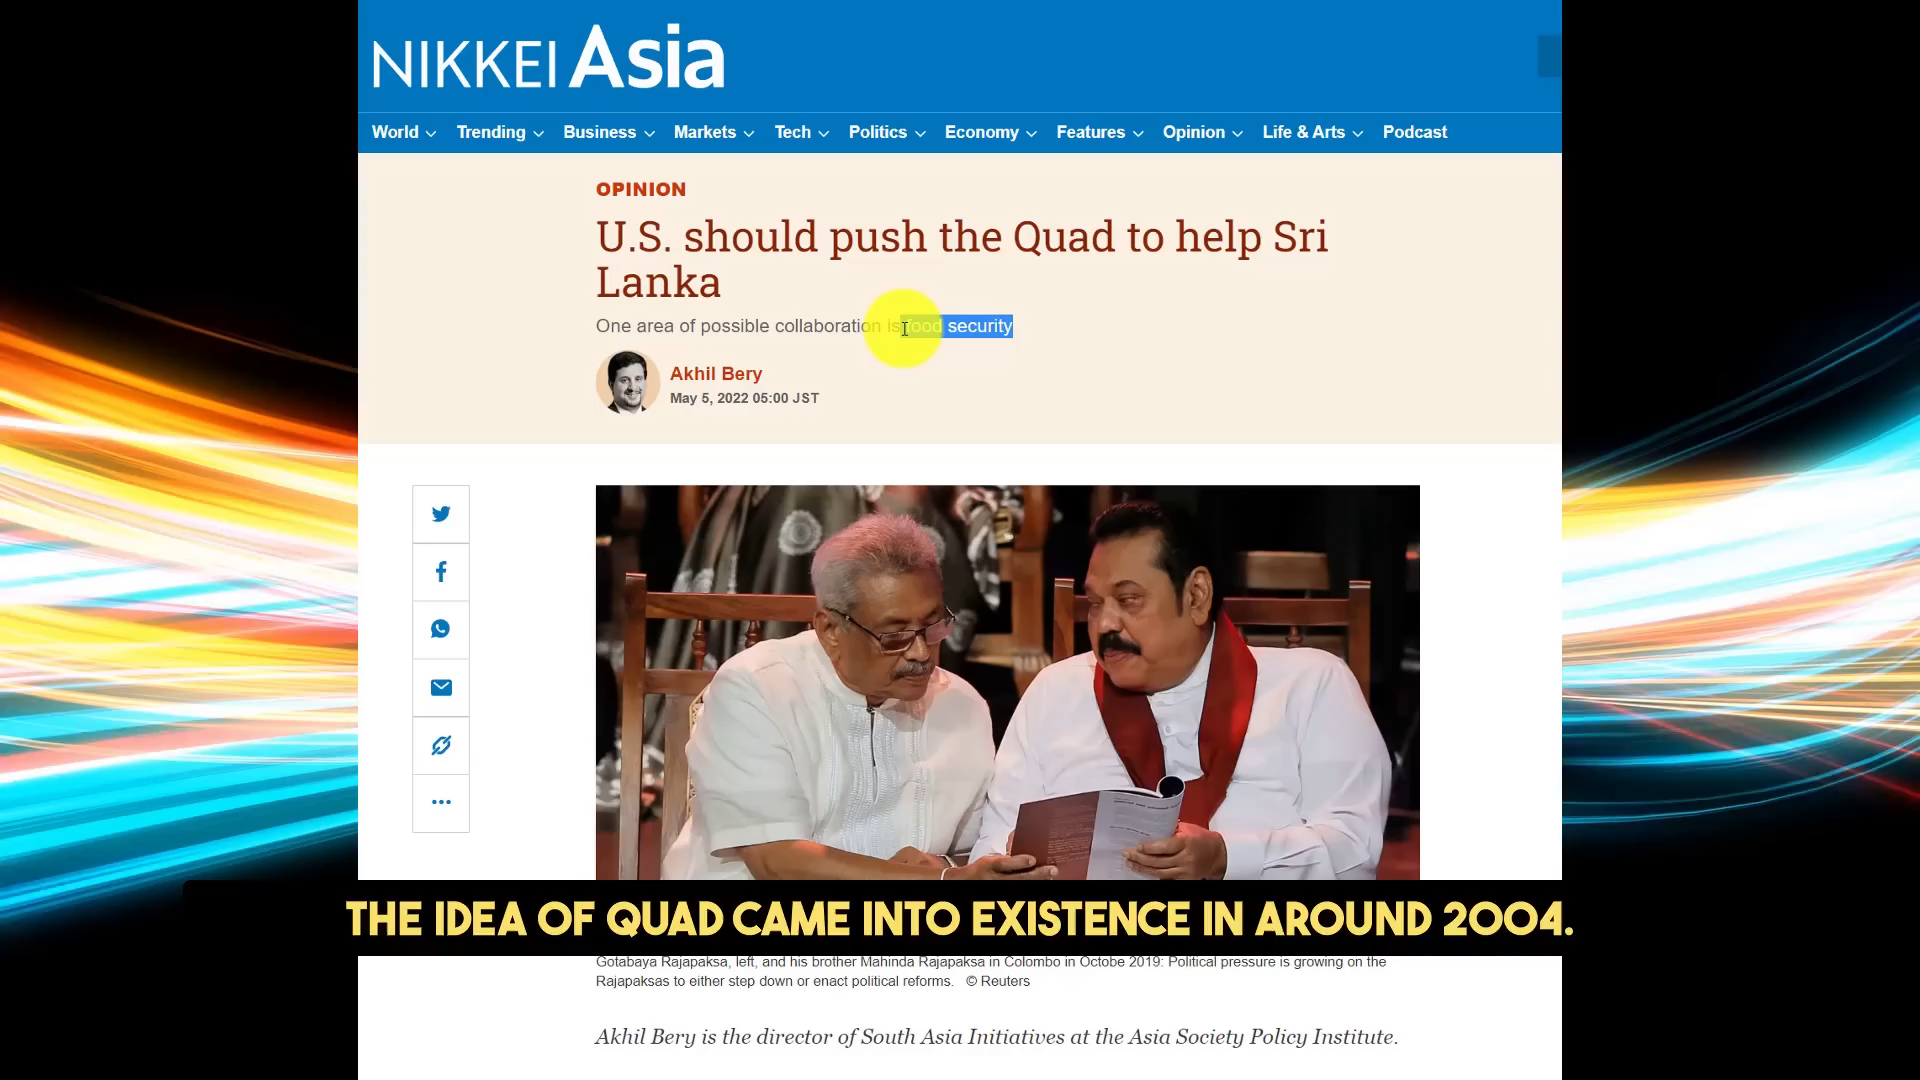 NIKKEI Asia
World Trending Business Markets Tech Politics Economy Features Opinion Life & Arts Podcast
OPINION
U.S. should push the Quad to help Sri
Lanka
One area of possible collaboration is food security
Akhil Bery
May 5, 2022 05:00 JST
THE IDEA OF QUAD CAME INTO EXISTENCE IN AROUND 2004.
Gotabaya Rajapaksa, left, and his brother Mahinda Rajapaksa in Colombo in Octobe 2019: Political pressure is growing on the
Rajapaksas to either step down or enact political reforms. © Reuters
Akhil Bery is the director of South Asia Initiatives at the Asia Society Policy Institute.